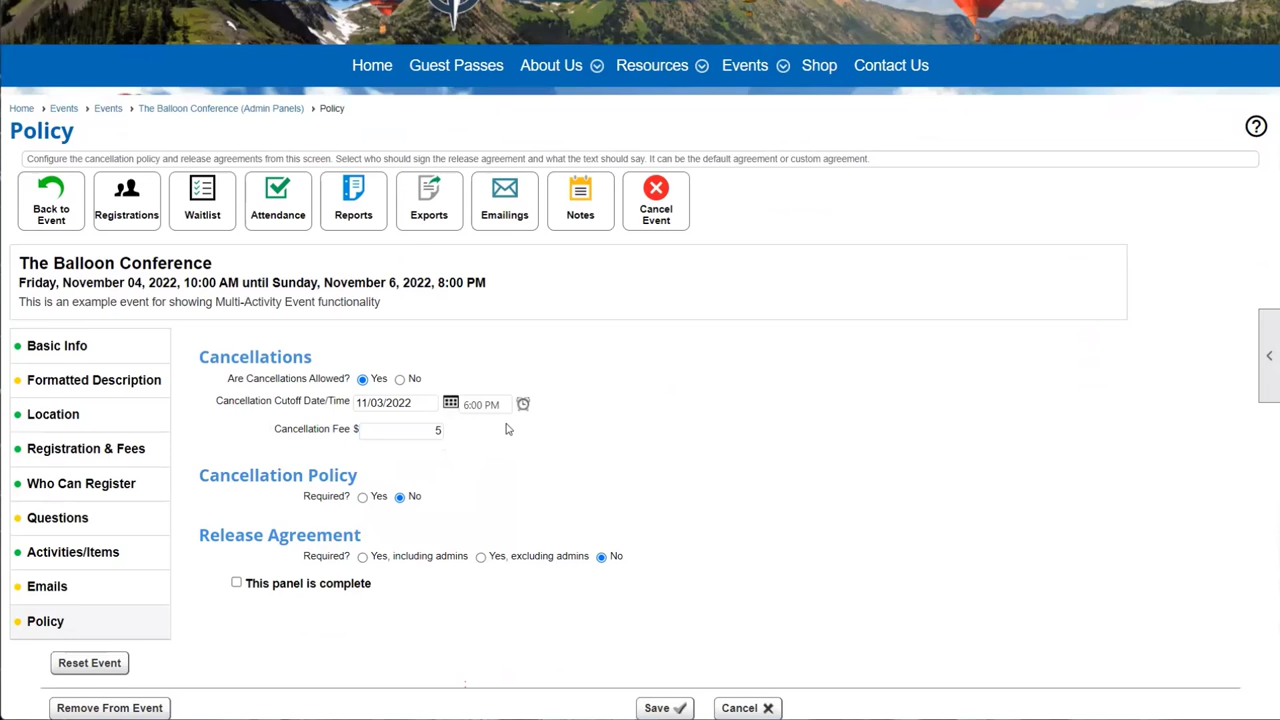 Home Guest Passes About Us Resources Events Shop Contact Us
Home › Events › Events › The Balloon Conference (Admin Panels) › Policy
Policy
?
Configure the cancellation policy and release agreements from this screen. Select who should sign the release agreement and what the text should say. It can be the default agreement or custom agreement.
Back to Event
Registrations
Waitlist
Attendance
Reports
Exports
Emailings
Notes
Cancel Event
The Balloon Conference
Friday, November 04, 2022, 10:00 AM until Sunday, November 6, 2022, 8:00 PM
This is an example event for showing Multi-Activity Event functionality
Basic Info
Formatted Description
Location
Registration & Fees
Who Can Register
Questions
Activities/Items
Emails
Policy
Cancellations
Are Cancellations Allowed? Yes No
Cancellation Cutoff Date/Time 11/03/2022 6:00 PM
Cancellation Fee $ 5
Cancellation Policy
Required? Yes No
Release Agreement
Required? Yes, including admins Yes, excluding admins No
This panel is complete
Reset Event
Remove From Event
Save
Cancel